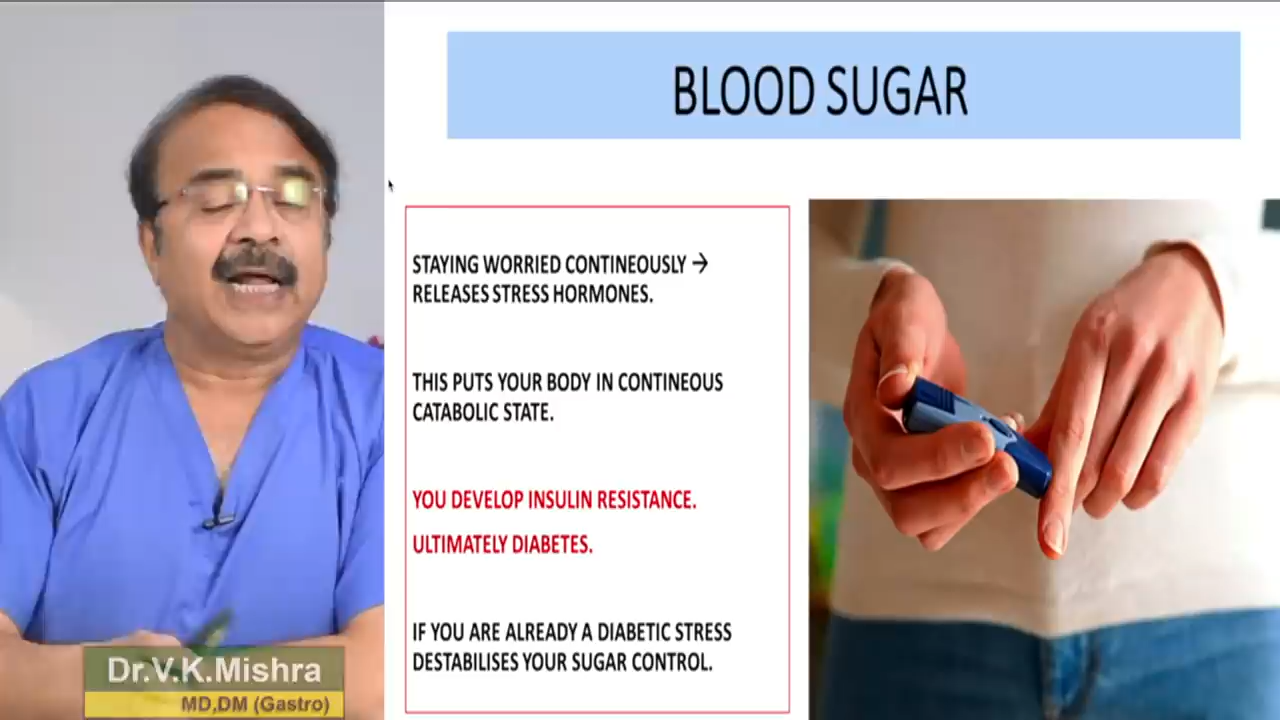 BLOOD SUGAR
STAYING WORRIED CONTINEOUSLY →
RELEASES STRESS HORMONES.
THIS PUTS YOUR BODY IN CONTINEOUS
CATABOLIC STATE.
YOU DEVELOP INSULIN RESISTANCE.
ULTIMATELY DIABETES.
IF YOU ARE ALREADY A DIABETIC STRESS
DESTABILISES YOUR SUGAR CONTROL.
Dr.V.K.Mishra
MD,DM (Gastro)